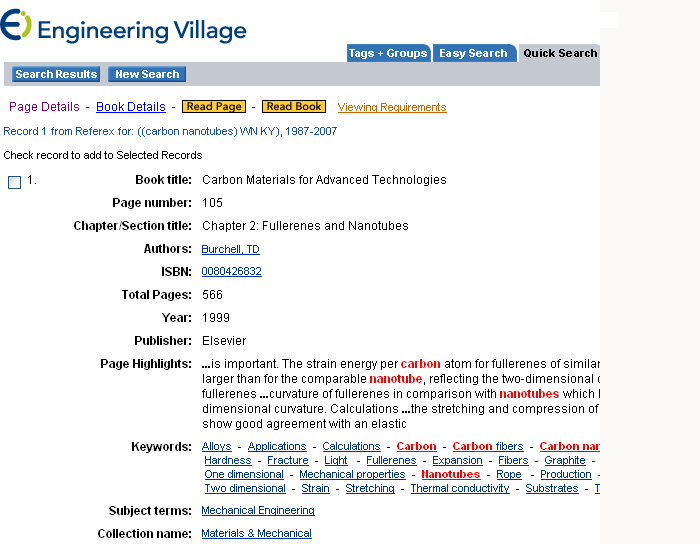 Engineering Village
Tags + Groups Easy Search Quick Search
Search Results New Search
Page Details - Book Details - Read Page - Read Book Viewing Requirements
Record 1 from Referex for: ((carbon nanotubes) WN KY), 1987-2007
Check record to add to Selected Records
1. Book title: Carbon Materials for Advanced Technologies
Page number: 105
Chapter/Section title: Chapter 2: Fullerenes and Nanotubes
Authors: Burchell, TD
ISBN: 0080426832
Total Pages: 566
Year: 1999
Publisher: Elsevier
Page Highlights: ...is important. The strain energy per carbon atom for fullerenes of
larger than for the comparable nanotube, reflecting the two-dimensional
fullerenes ...curvature of fullerenes in comparison with nanotubes which
dimensional curvature. Calculations ...the stretching and compression of
show good agreement with an elastic
Keywords: Alloys - Applications - Calculations - Carbon - Carbon fibers - Carbon
Hardness - Fracture - Light - Fullerenes - Expansion - Fibers - Graphite -
One dimensional - Mechanical properties - Nanotubes - Rope - Production -
Two dimensional - Strain - Stretching - Thermal conductivity - Substrates -
Subject terms: Mechanical Engineering
Collection name: Materials & Mechanical